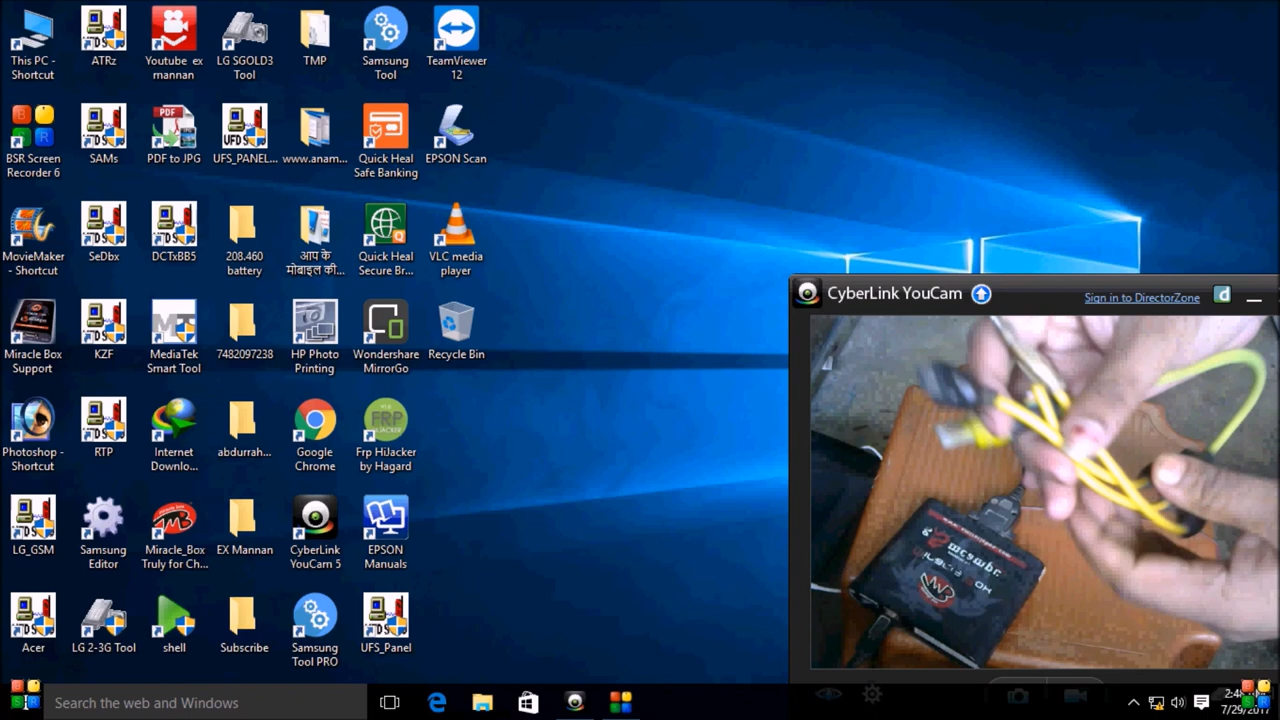 This PC -
Shortcut
ATRz
Youtube ex
mannan
LG SGOLD3
Tool
TMP
Samsung
Tool
TeamViewer
12
BSR Screen
Recorder 6
SAMs
PDF
PDF to JPG
UFS_PANEL...
www.anam...
Quick Heal
Safe Banking
EPSON Scan
MovieMaker
- Shortcut
SeDbx
DCTxBB5
208.460
battery
आप के
मोबाइल की...
Quick Heal
Secure Br...
VLC media
player
Miracle Box
Support
KZF
MediaTek
Smart Tool
7482097238
HP Photo
Printing
Wondershare
MirrorGo
Recycle Bin
Photoshop -
Shortcut
RTP
Internet
Downlo...
abdurrah...
Google
Chrome
FRP
Frp HiJacker
by Hagard
LG_GSM
Samsung
Editor
Miracle_Box
Truly for Ch...
EX Mannan
CyberLink
YouCam 5
EPSON
Manuals
Acer
LG 2-3G Tool
shell
Subscribe
Samsung
Tool PRO
UFS_Panel
CyberLink YouCam
Sign in to DirectorZone
Search the web and Windows
7/29/2017